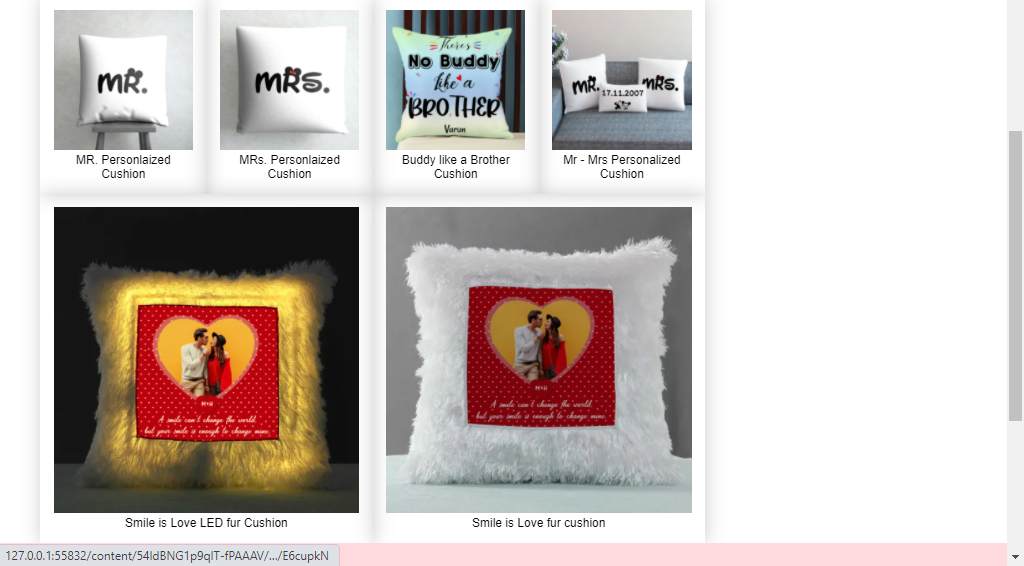 MR.
MRS.
There's
No Buddy
Like a
BROTHER
Varun
MR.
MRS.
17.11.2007
MR. Personlaized
Cushion
MRs. Personlaized
Cushion
Buddy like a Brother
Cushion
Mr - Mrs Personalized
Cushion
M+H
A smile can't change the world,
but your smile is enough to change mine.
M+H
A smile can't change the world,
but your smile is enough to change mine.
Smile is Love LED fur Cushion
Smile is Love fur cushion
127.0.0.1:55832/content/54ldBNG1p9qlT-fPAAAV/.../E6cupkN